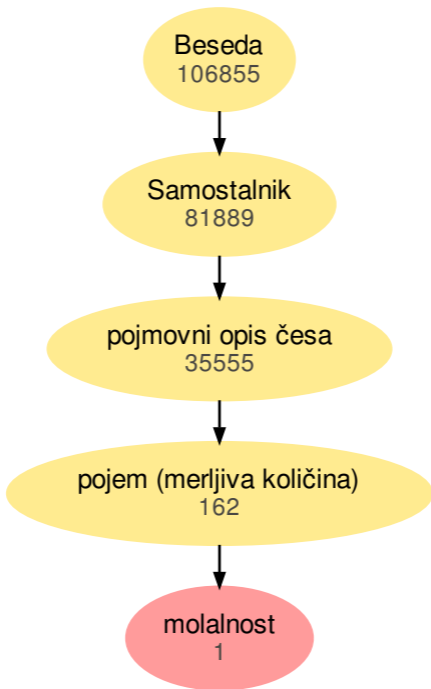 Beseda
106855
Samostalnik
81889
pojmovni opis česa
35555
pojem (merljiva količina)
162
molalnost
1